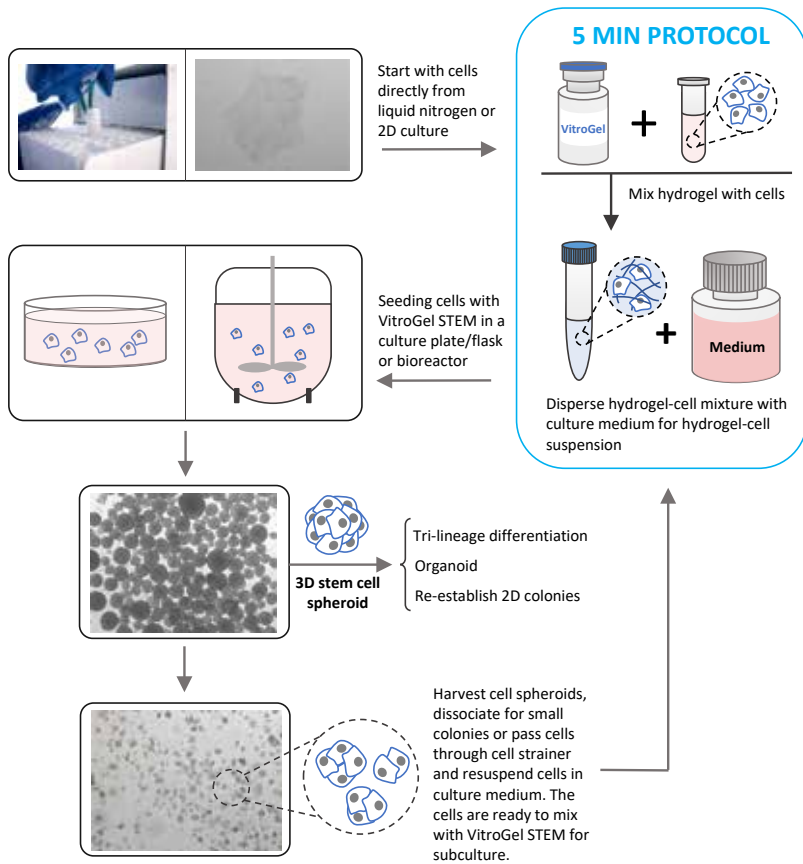 5 MIN PROTOCOL
Start with cells
directly from
liquid nitrogen or
2D culture
VitroGel
Mix hydrogel with cells
Seeding cells with
VitroGel STEM in a
culture plate/flask
or bioreactor
Medium
Disperse hydrogel-cell mixture with
culture medium for hydrogel-cell
suspension
3D stem cell
spheroid
Tri-lineage differentiation
Organoid
Re-establish 2D colonies
Harvest cell spheroids,
dissociate for small
colonies or pass cells
through cell strainer
and resuspend cells in
culture medium. The
cells are ready to mix
with VitroGel STEM for
subculture.